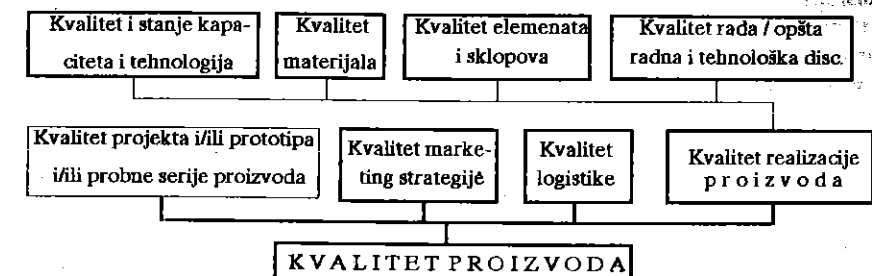 Kvalitet i stanje kapa-
citeta i tehnologija
Kvalitet
materijala
Kvalitet elemenata
i sklopova
Kvalitet rada / opšta
radna i tehnološka disc.
Kvalitet projekta i/ili prototipa
i/ili probne serije proizvoda
Kvalitet marke-
ting strategije
Kvalitet
logistike
Kvalitet realizacije
proizvoda
KVALITET PROIZVODA